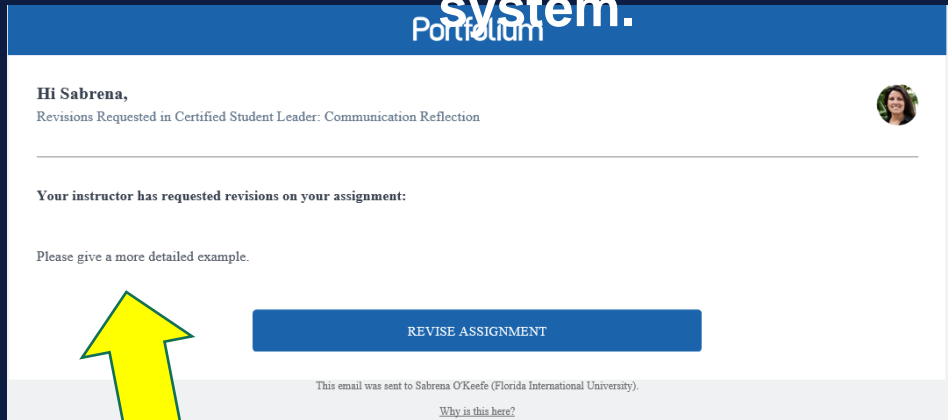 system.
Portfolium
Hi Sabrena,
Revisions Requested in Certified Student Leader: Communication Reflection
Your instructor has requested revisions on your assignment:
Please give a more detailed example.
REVISE ASSIGNMENT
This email was sent to Sabrena O'Keefe (Florida International University).
Why is this here?